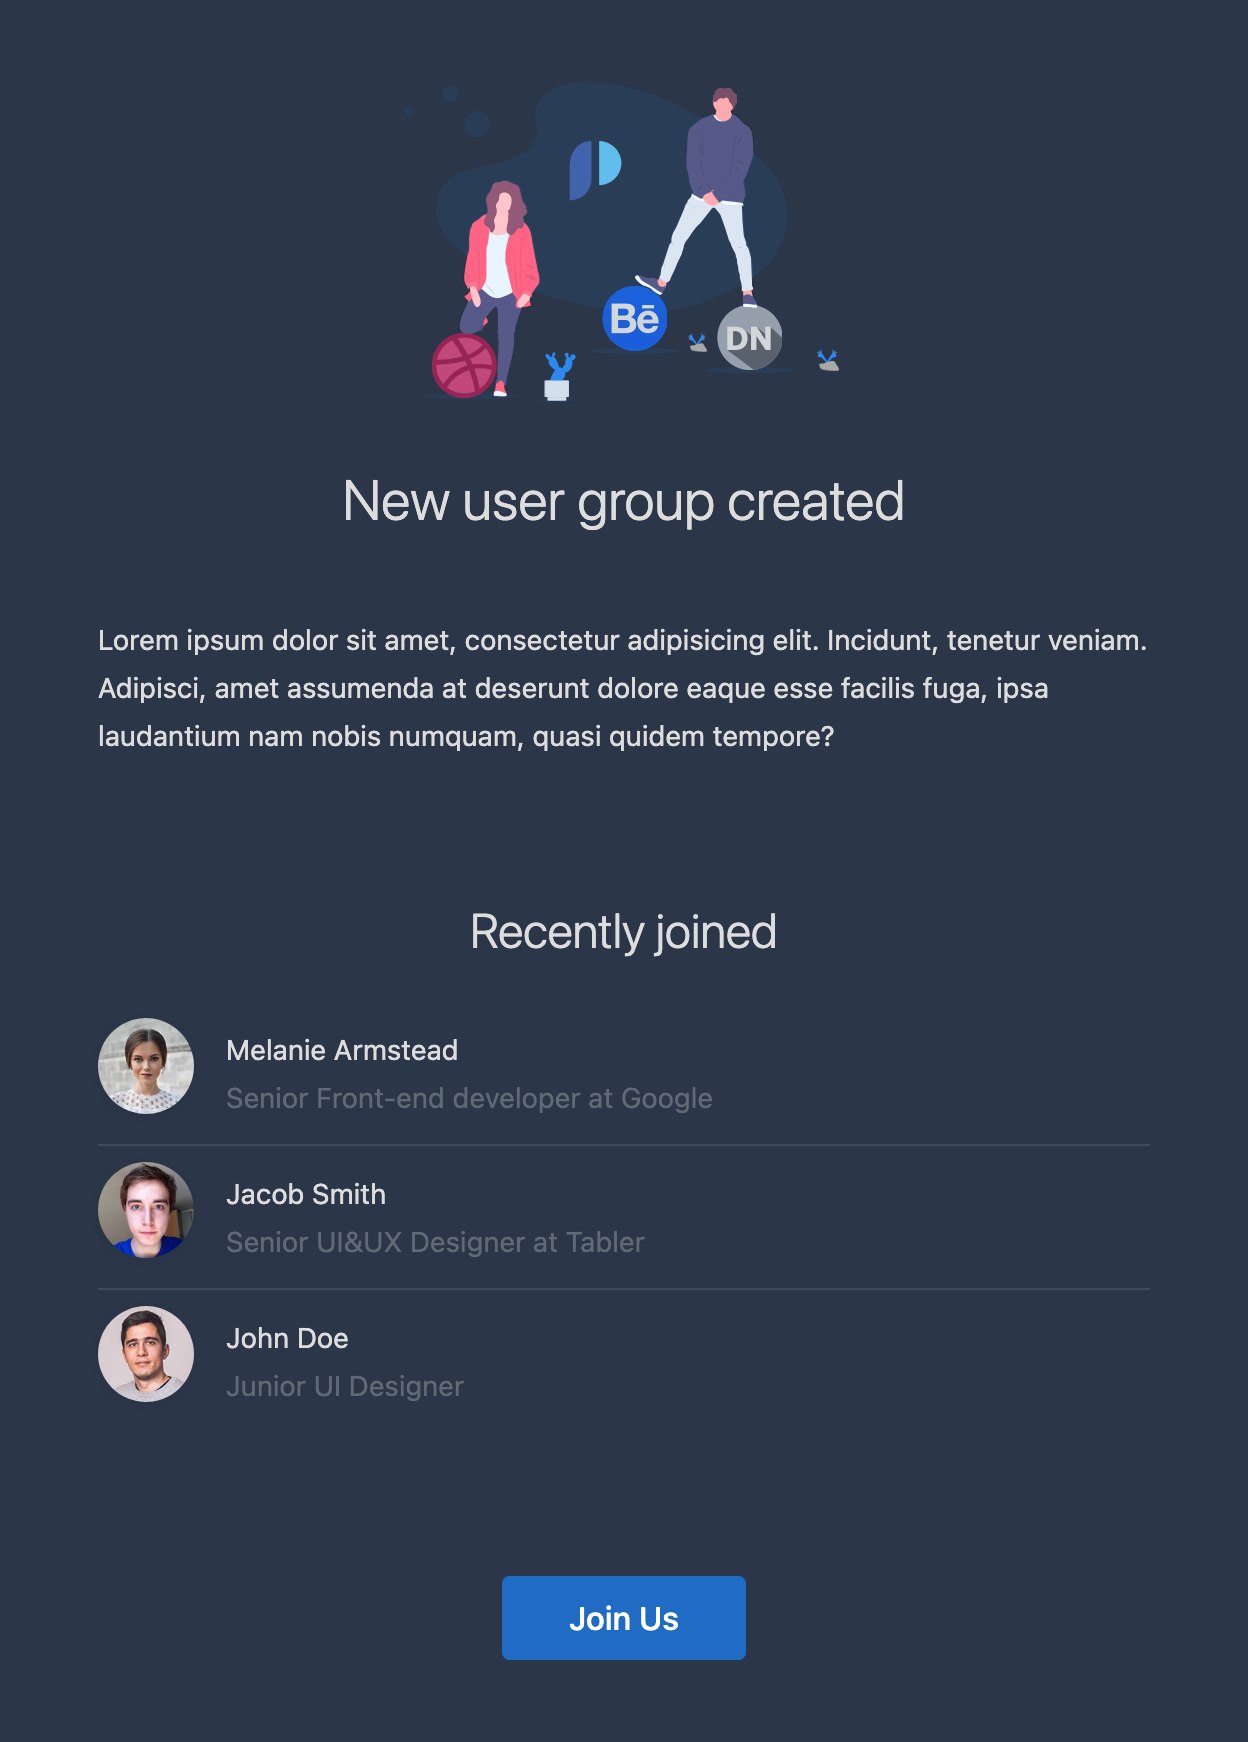 Bē
DN
New user group created
Lorem ipsum dolor sit amet, consectetur adipisicing elit. Incidunt, tenetur veniam.
Adipisci, amet assumenda at deserunt dolore eaque esse facilis fuga, ipsa
laudantium nam nobis numquam, quasi quidem tempore?
Recently joined
Melanie Armstead
Senior Front-end developer at Google
Jacob Smith
Senior UI&UX Designer at Tabler
John Doe
Junior UI Designer
Join Us